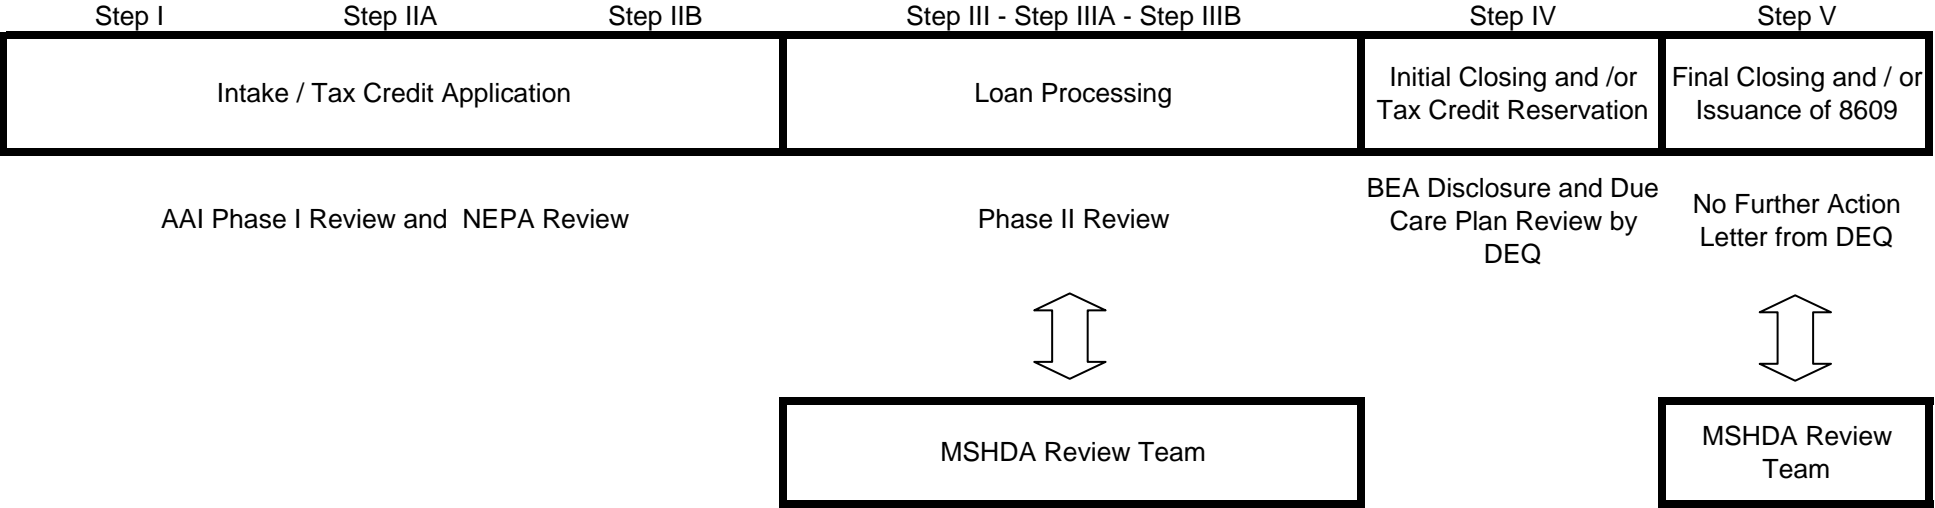 Step I Step IIA Step IIB Step III - Step IIIA - Step IIIB Step IV Step V
Intake / Tax Credit Application
Loan Processing
Initial Closing and /or
Tax Credit Reservation
Final Closing and / or
Issuance of 8609
AAI Phase I Review and  NEPA Review
Phase II Review
BEA Disclosure and Due
Care Plan Review by
DEQ
No Further Action
Letter from DEQ
MSHDA Review Team
MSHDA Review
Team